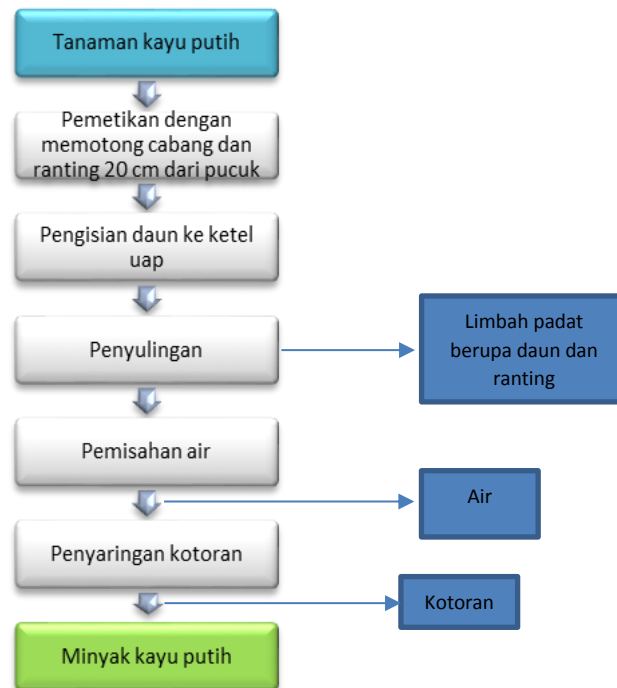 Tanaman kayu putih
Pemetikan dengan
memotong cabang dan
ranting 20 cm dari pucuk
Pengisian daun ke ketel
uap
Penyulingan
Limbah padat
berupa daun dan
ranting
Pemisahan air
Air
Penyaringan kotoran
Kotoran
Minyak kayu putih